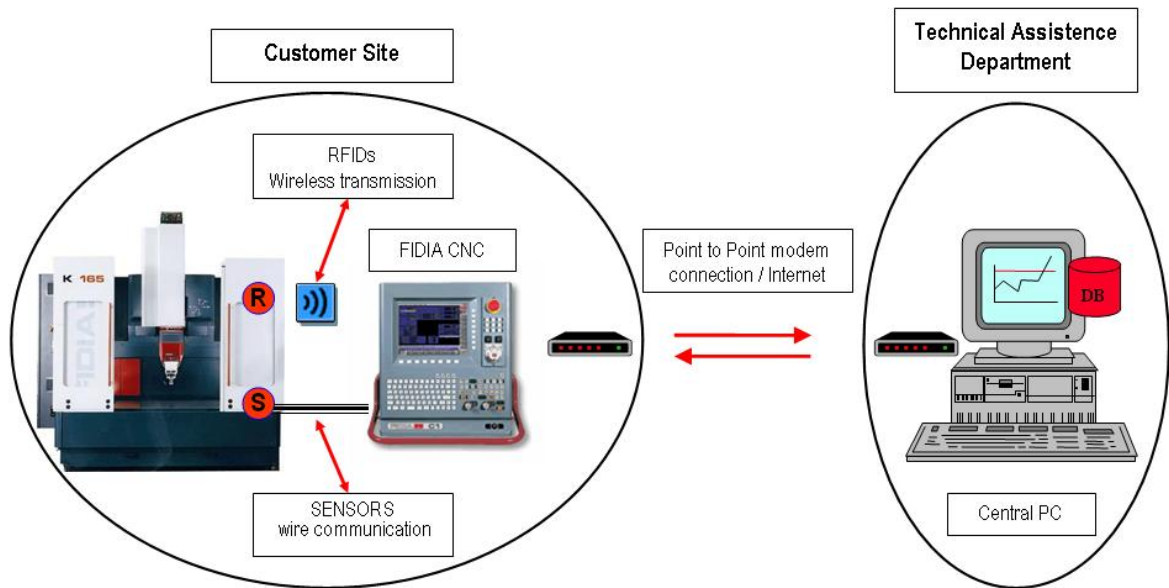 Customer Site
Technical Assistence
Department
RFIDs
Wireless transmission
FIDIA CNC
Point to Point modem
connection / Internet
K 165
R
FIDIA
DB
S
SENSORS
wire communication
Central PC